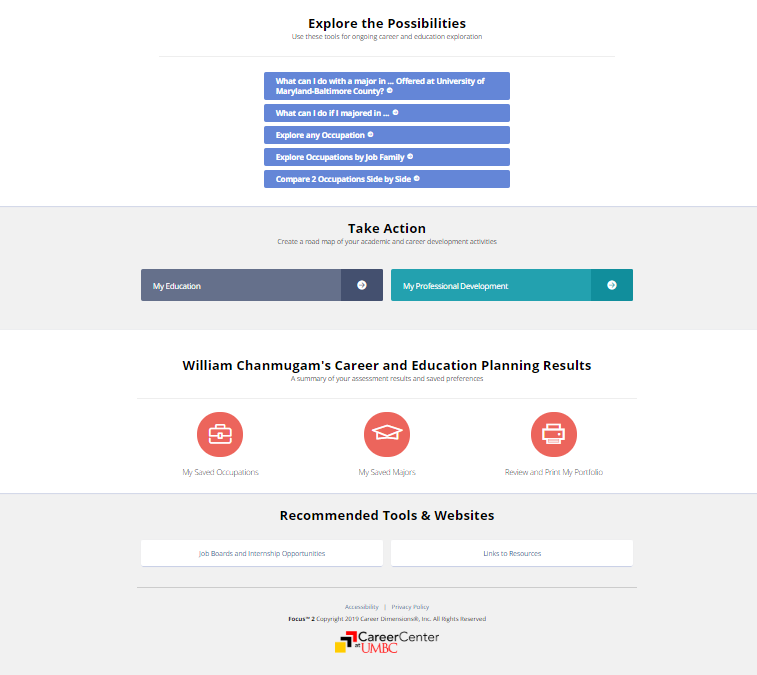 Explore the Possibilities
Use these tools for ongoing career and education exploration
What can I do with a major in ... Offered at University of
Maryland-Baltimore County?
What can I do if I majored in ...
Explore any Occupation
Explore Occupations by Job Family
Compare 2 Occupations Side by Side
Take Action
Create a road map of your academic and career development activities
My Education
My Professional Development
William Chanmugam's Career and Education Planning Results
A summary of your assessment results and saved preferences
My Saved Occupations
My Saved Majors
Review and Print My Portfolio
Recommended Tools & Websites
Job Boards and Internship Opportunities
Links to Resources
Accessibility | Privacy Policy
Focus™ 2 Copyright 2019 Career Dimensions®, Inc. All Rights Reserved
CareerCenter
at UMBC